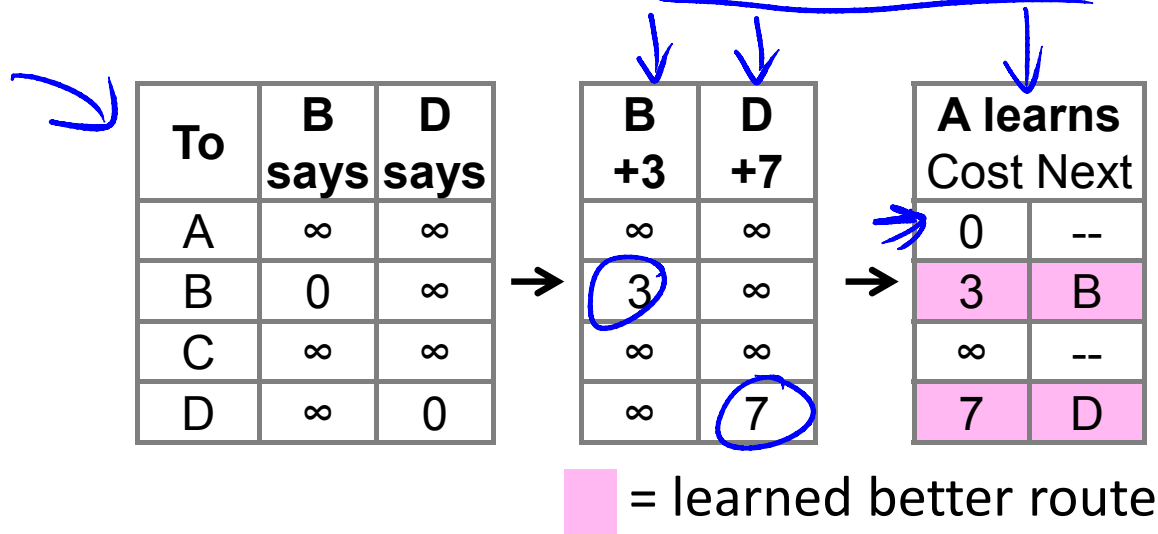 To B says D says B +3 D +7 A learns Cost Next
A ∞ ∞ ∞ ∞ 0 --
B 0 ∞ → 3 ∞ → 3 B
C ∞ ∞ ∞ ∞ ∞ --
D ∞ 0 ∞ 7 7 D
= learned better route